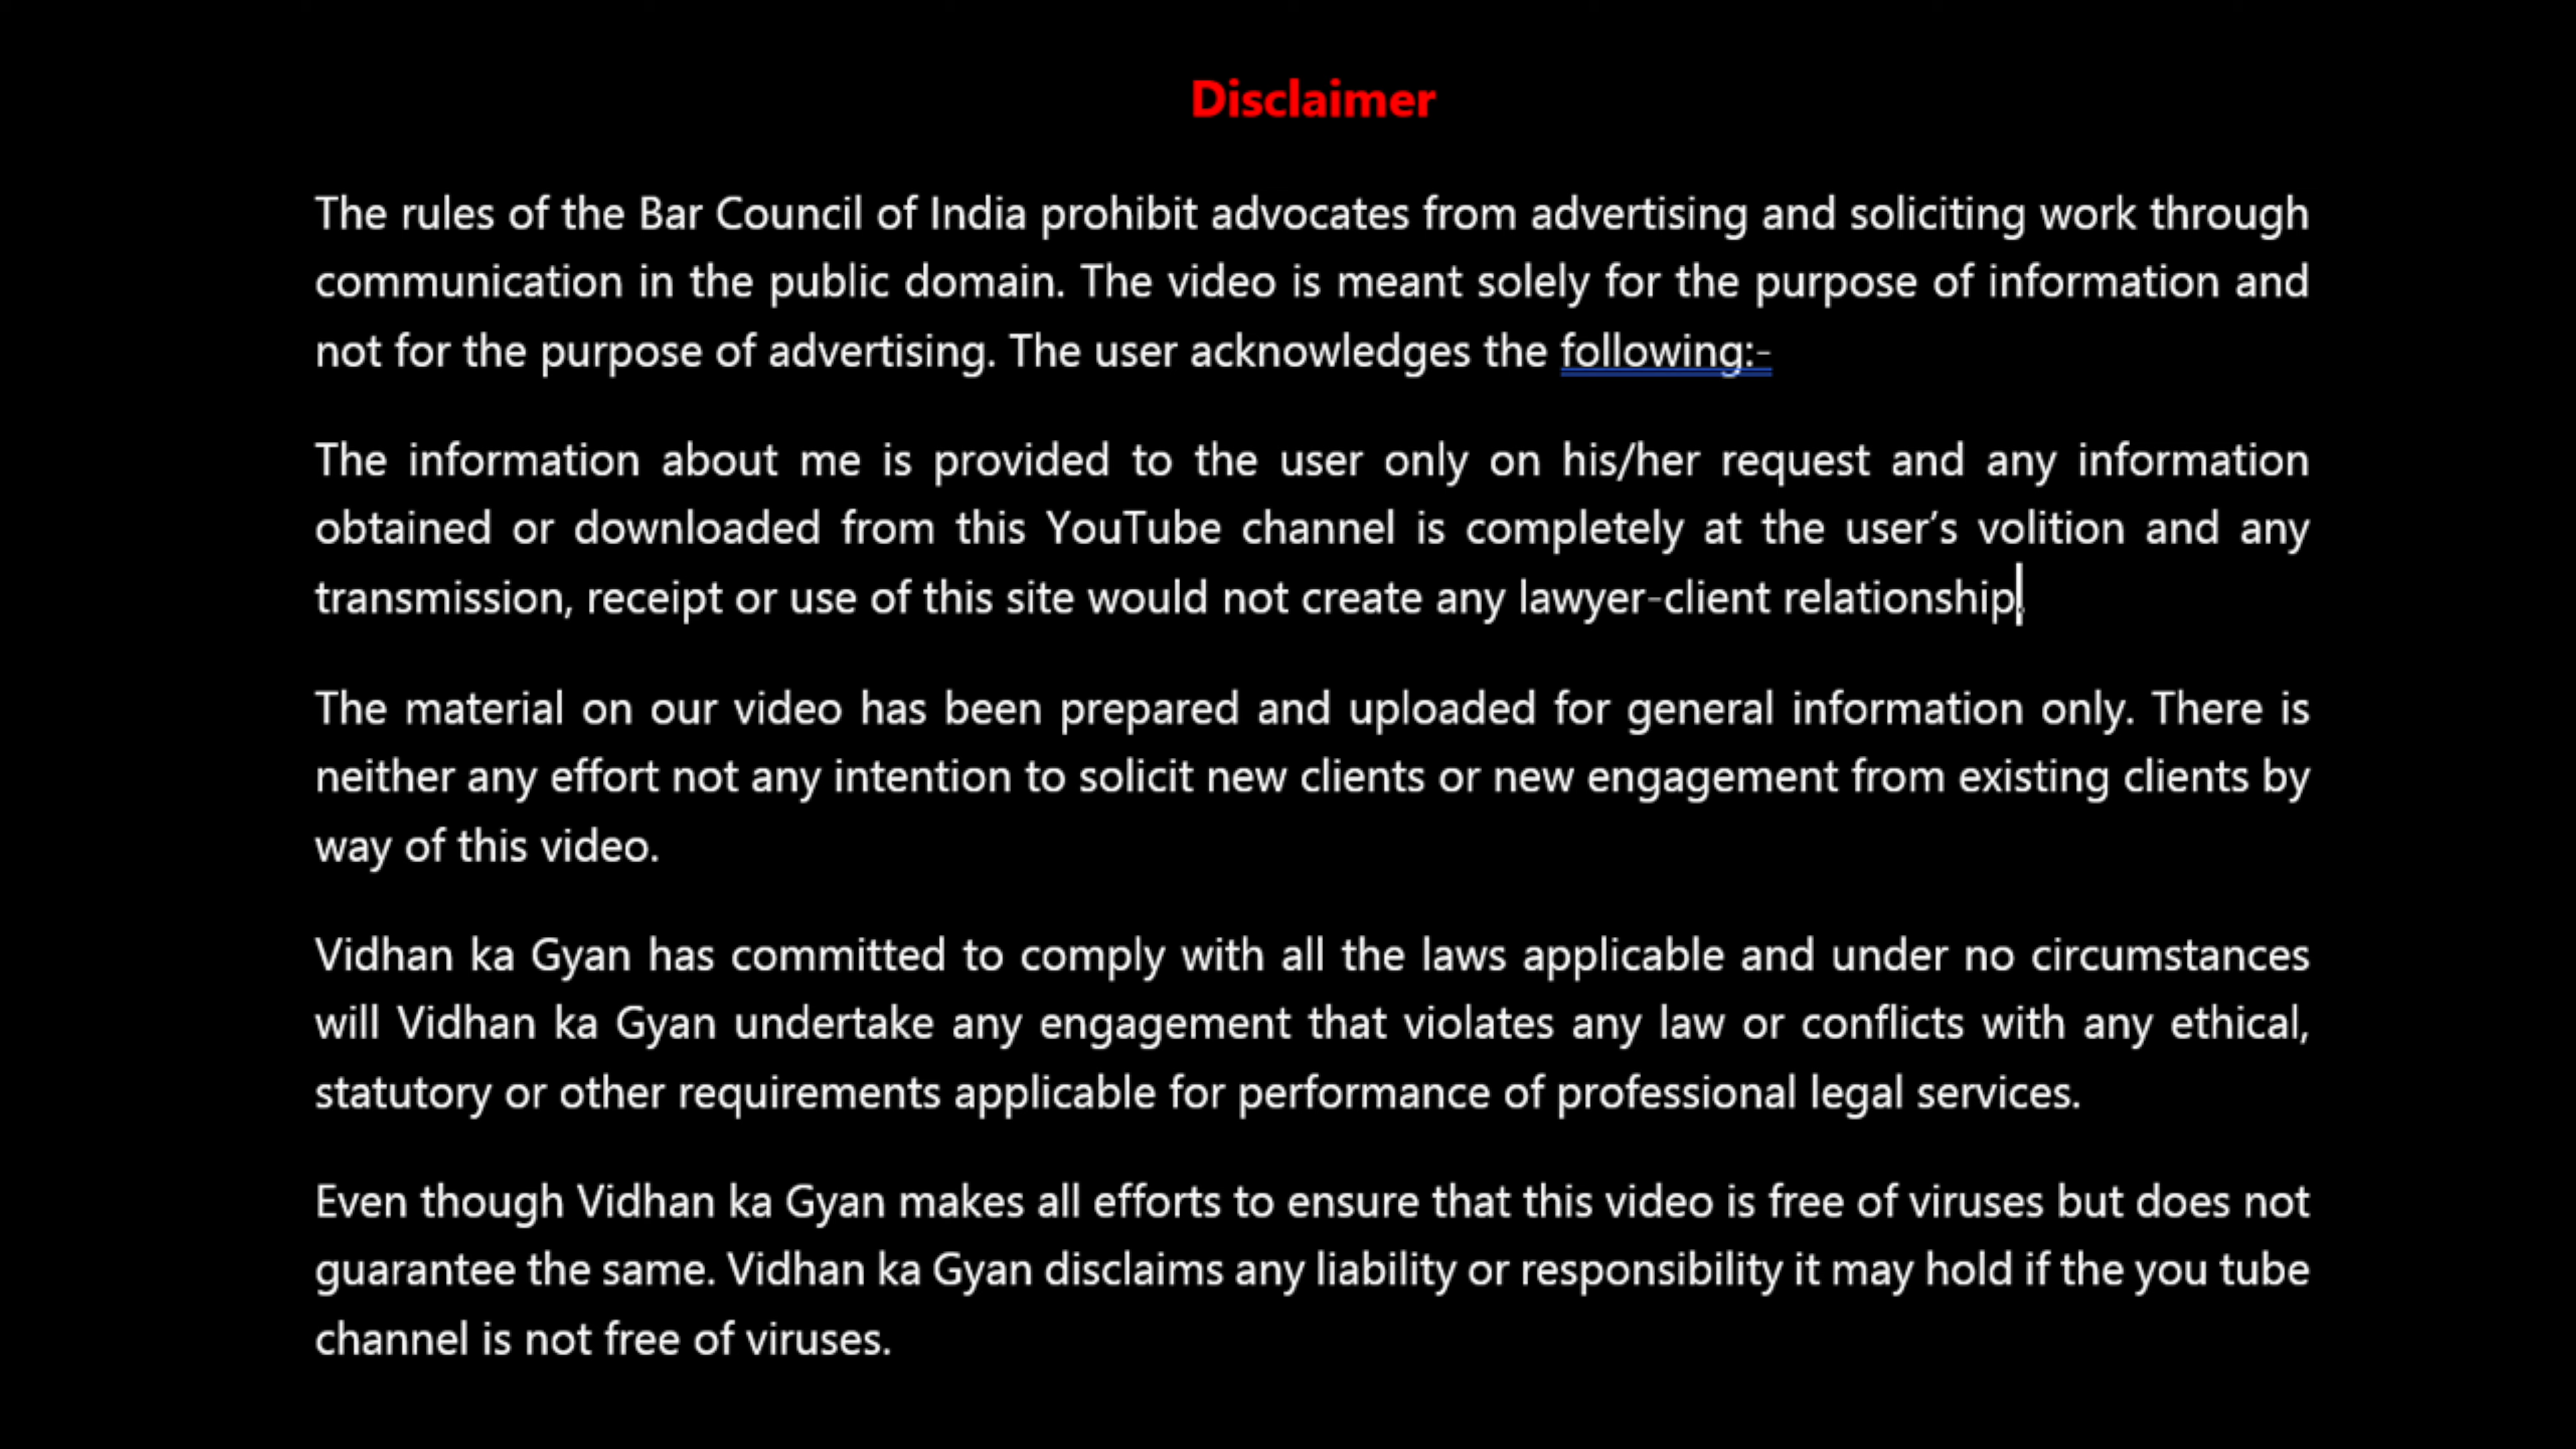 Disclaimer
The rules of the Bar Council of India prohibit advocates from advertising and soliciting work through
communication in the public domain. The video is meant solely for the purpose of information and
not for the purpose of advertising. The user acknowledges the following:-
The information about me is provided to the user only on his/her request and any information
obtained or downloaded from this YouTube channel is completely at the user’s volition and any
transmission, receipt or use of this site would not create any lawyer-client relationship.
The material on our video has been prepared and uploaded for general information only. There is
neither any effort not any intention to solicit new clients or new engagement from existing clients by
way of this video.
Vidhan ka Gyan has committed to comply with all the laws applicable and under no circumstances
will Vidhan ka Gyan undertake any engagement that violates any law or conflicts with any ethical,
statutory or other requirements applicable for performance of professional legal services.
Even though Vidhan ka Gyan makes all efforts to ensure that this video is free of viruses but does not
guarantee the same. Vidhan ka Gyan disclaims any liability or responsibility it may hold if the you tube
channel is not free of viruses.